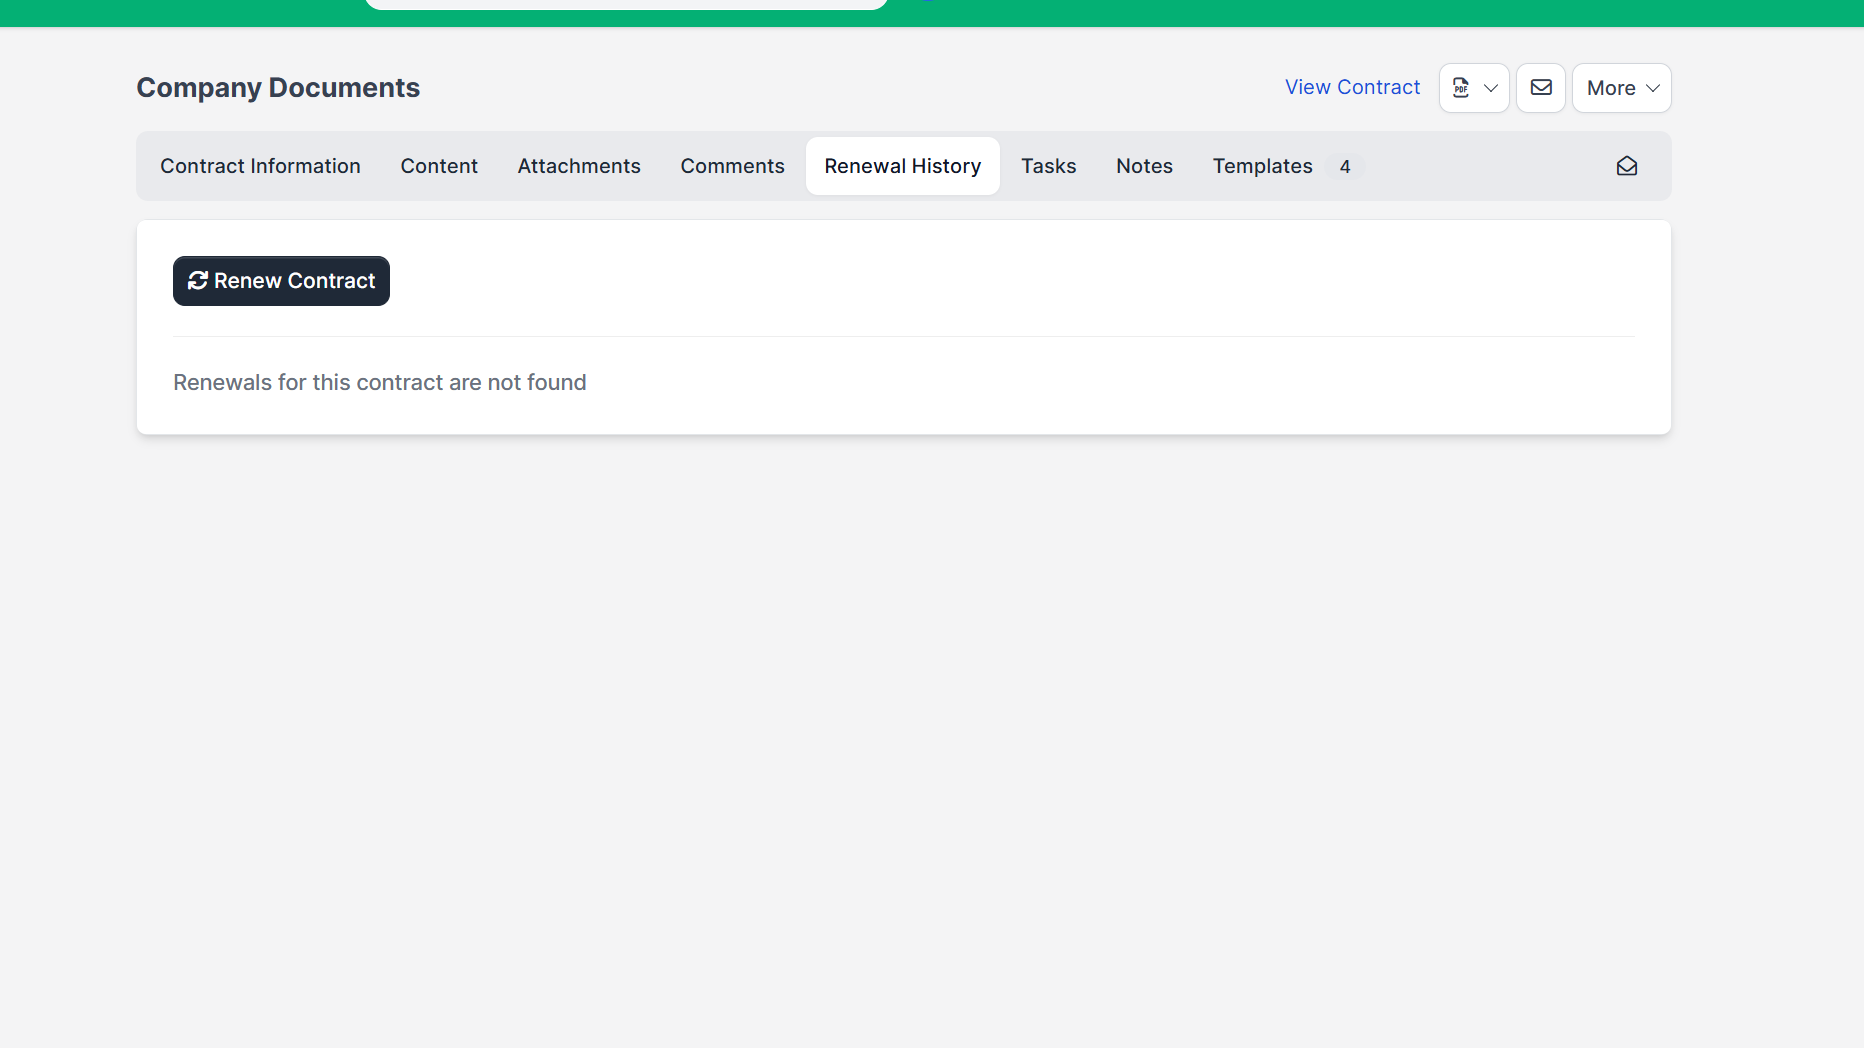 Company Documents
View Contract
PDF
More
Contract Information
Content
Attachments
Comments
Renewal History
Tasks
Notes
Templates 4
Renew Contract
Renewals for this contract are not found